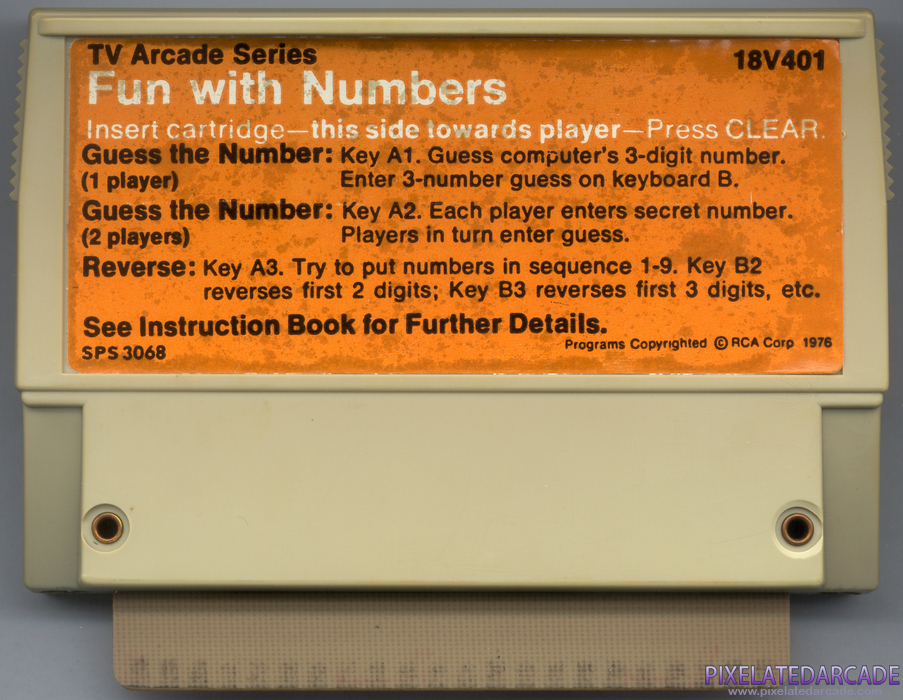 TV Arcade Series 18V401
Fun with Numbers
Insert cartridge—this side towards player—Press CLEAR.
Guess the Number: Key A1. Guess computer's 3-digit number.
(1 player) Enter 3-number guess on keyboard B.
Guess the Number: Key A2. Each player enters secret number.
(2 players) Players in turn enter guess.
Reverse: Key A3. Try to put numbers in sequence 1-9. Key B2
reverses first 2 digits; Key B3 reverses first 3 digits, etc.
See Instruction Book for Further Details.
SPS 3068 Programs Copyrighted © RCA Corp 1976
PIXELATEDARCADE
www.pixelatedarcade.com